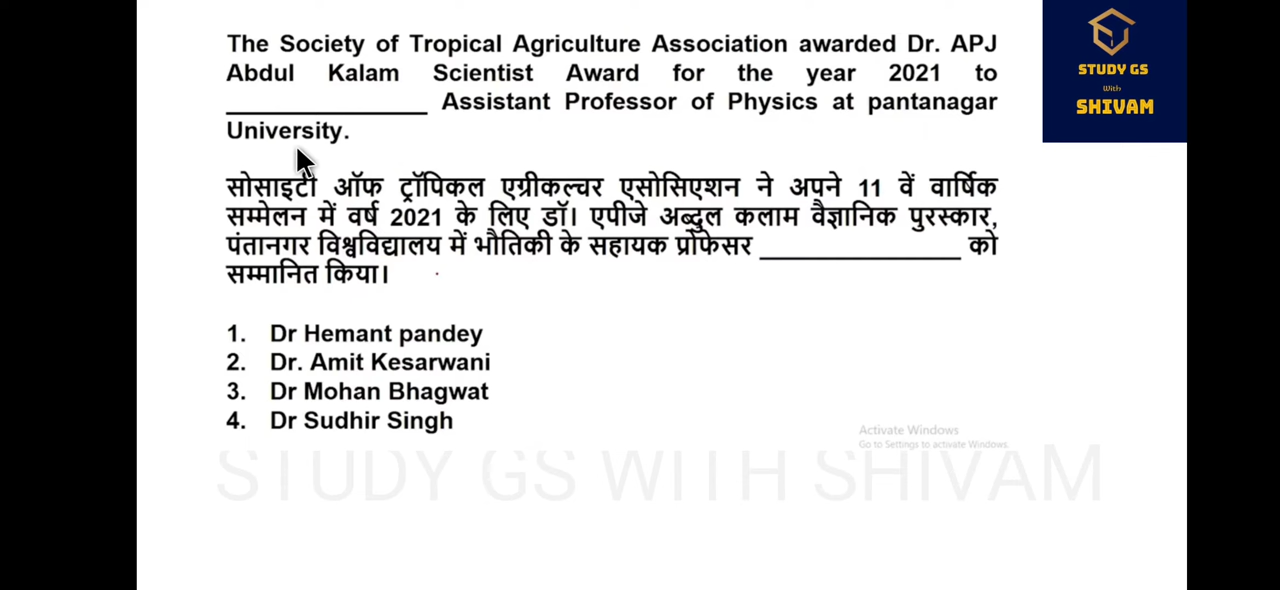 The Society of Tropical Agriculture Association awarded Dr. APJ
Abdul Kalam Scientist Award for the year 2021 to
_______________ Assistant Professor of Physics at pantanagar
University.
सोसाइटी ऑफ ट्रॉपिकल एग्रीकल्चर एसोसिएशन ने अपने 11 वें वार्षिक
सम्मेलन में वर्ष 2021 के लिए डॉ। एपीजे अब्दुल कलाम वैज्ञानिक पुरस्कार,
पंतानगर विश्वविद्यालय में भौतिकी के सहायक प्रोफेसर _______________ को
सम्मानित किया।
1. Dr Hemant pandey
2. Dr. Amit Kesarwani
3. Dr Mohan Bhagwat
4. Dr Sudhir Singh
STUDY GS
With
SHIVAM
Activate Windows
Go to Settings to activate Windows.
STUDY GS WITH SHIVAM